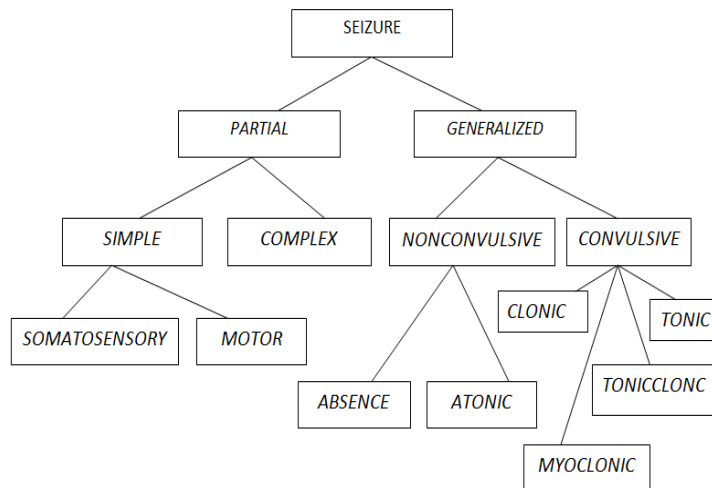 SEIZURE
PARTIAL
GENERALIZED
SIMPLE
COMPLEX
NONCONVULSIVE
CONVULSIVE
CLONIC
TONIC
SOMATOSENSORY
MOTOR
TONICCLONC
ABSENCE
ATONIC
MYOCLONIC